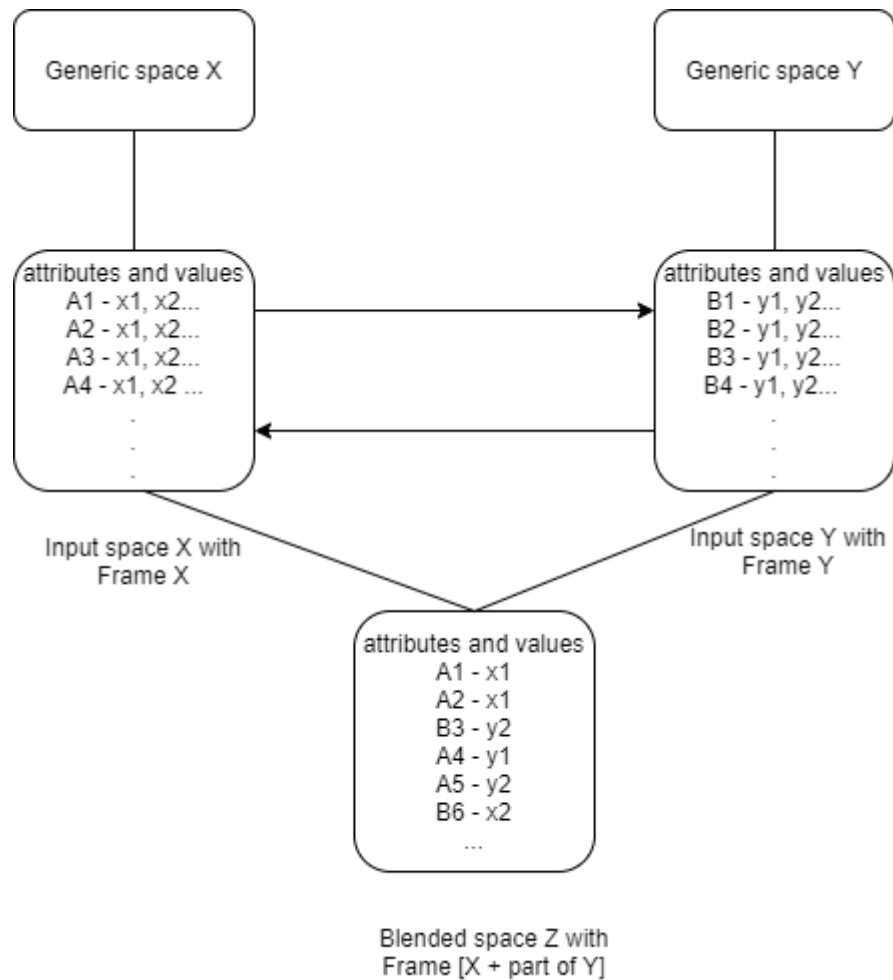 Generic space X
Generic space Y
attributes and values
A1 - x1, x2...
A2 - x1, x2...
A3 - x1, x2...
A4 - x1, x2 ...
.
.
.
attributes and values
B1 - y1, y2...
B2 - y1, y2...
B3 - y1, y2...
B4 - y1, y2...
.
.
.
Input space X with
Frame X
Input space Y with
Frame Y
attributes and values
A1 - x1
A2 - x1
B3 - y2
A4 - y1
A5 - y2
B6 - x2
...
Blended space Z with
Frame [X + part of Y]